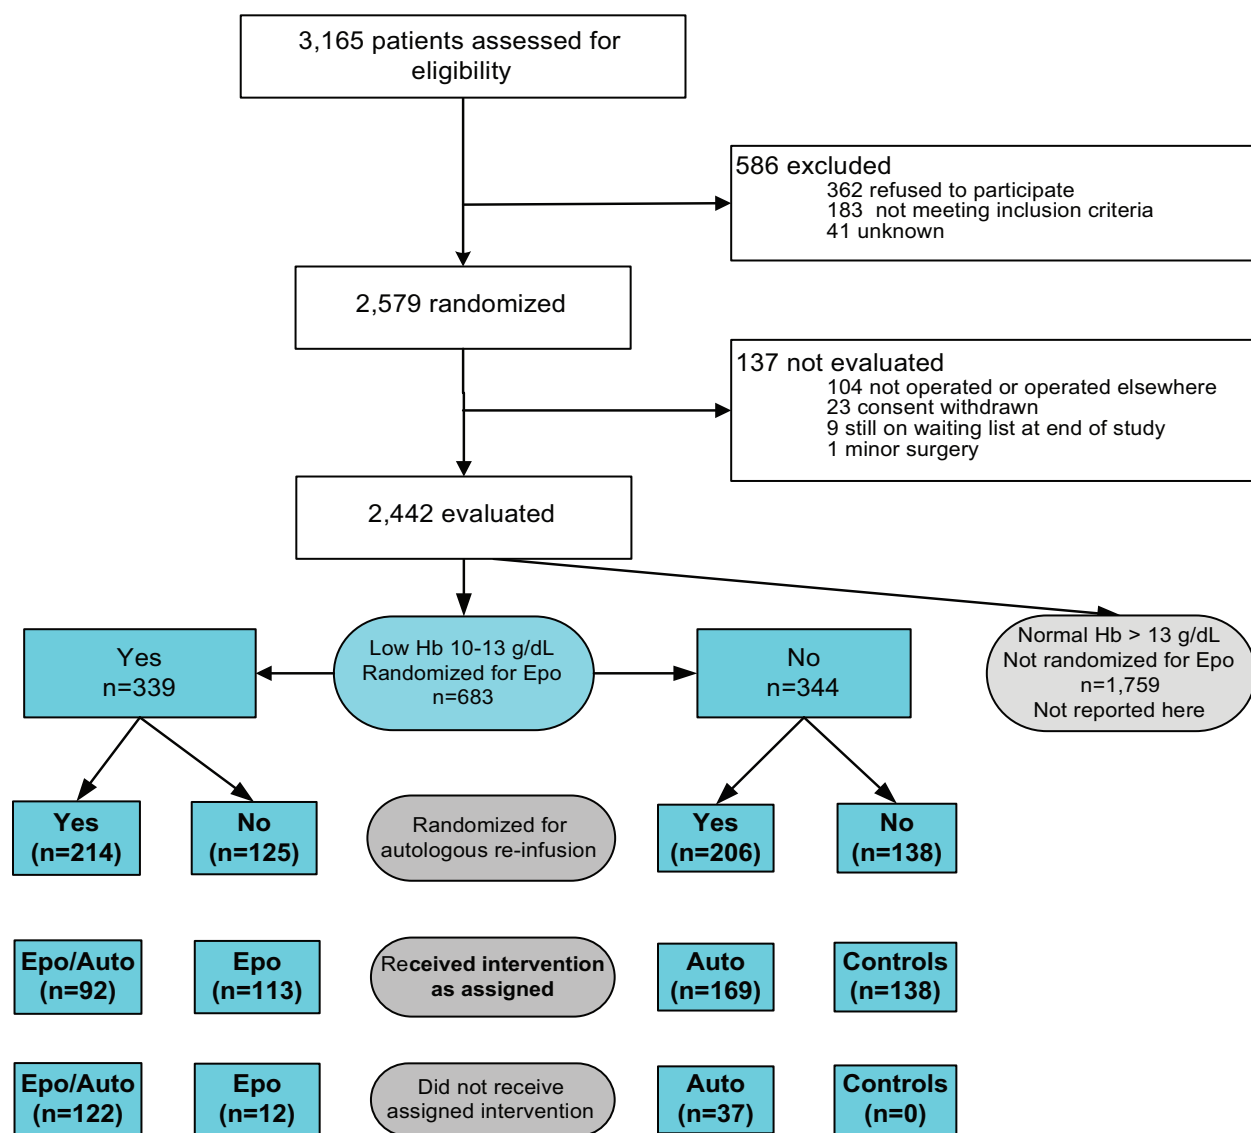 3,165 patients assessed for
eligibility
586 excluded
362 refused to participate
183 not meeting inclusion criteria
41 unknown
2,579 randomized
137 not evaluated
104 not operated or operated elsewhere
23 consent withdrawn
9 still on waiting list at end of study
1 minor surgery
2,442 evaluated
Yes
n=339
Low Hb 10-13 g/dL
Randomized for Epo
n=683
No
n=344
Normal Hb > 13 g/dL
Not randomized for Epo
n=1,759
Not reported here
Yes
(n=214)
No
(n=125)
Randomized for
autologous re-infusion
Yes
(n=206)
No
(n=138)
Epo/Auto
(n=92)
Epo
(n=113)
Received intervention
as assigned
Auto
(n=169)
Controls
(n=138)
Epo/Auto
(n=122)
Epo
(n=12)
Did not receive
assigned intervention
Auto
(n=37)
Controls
(n=0)